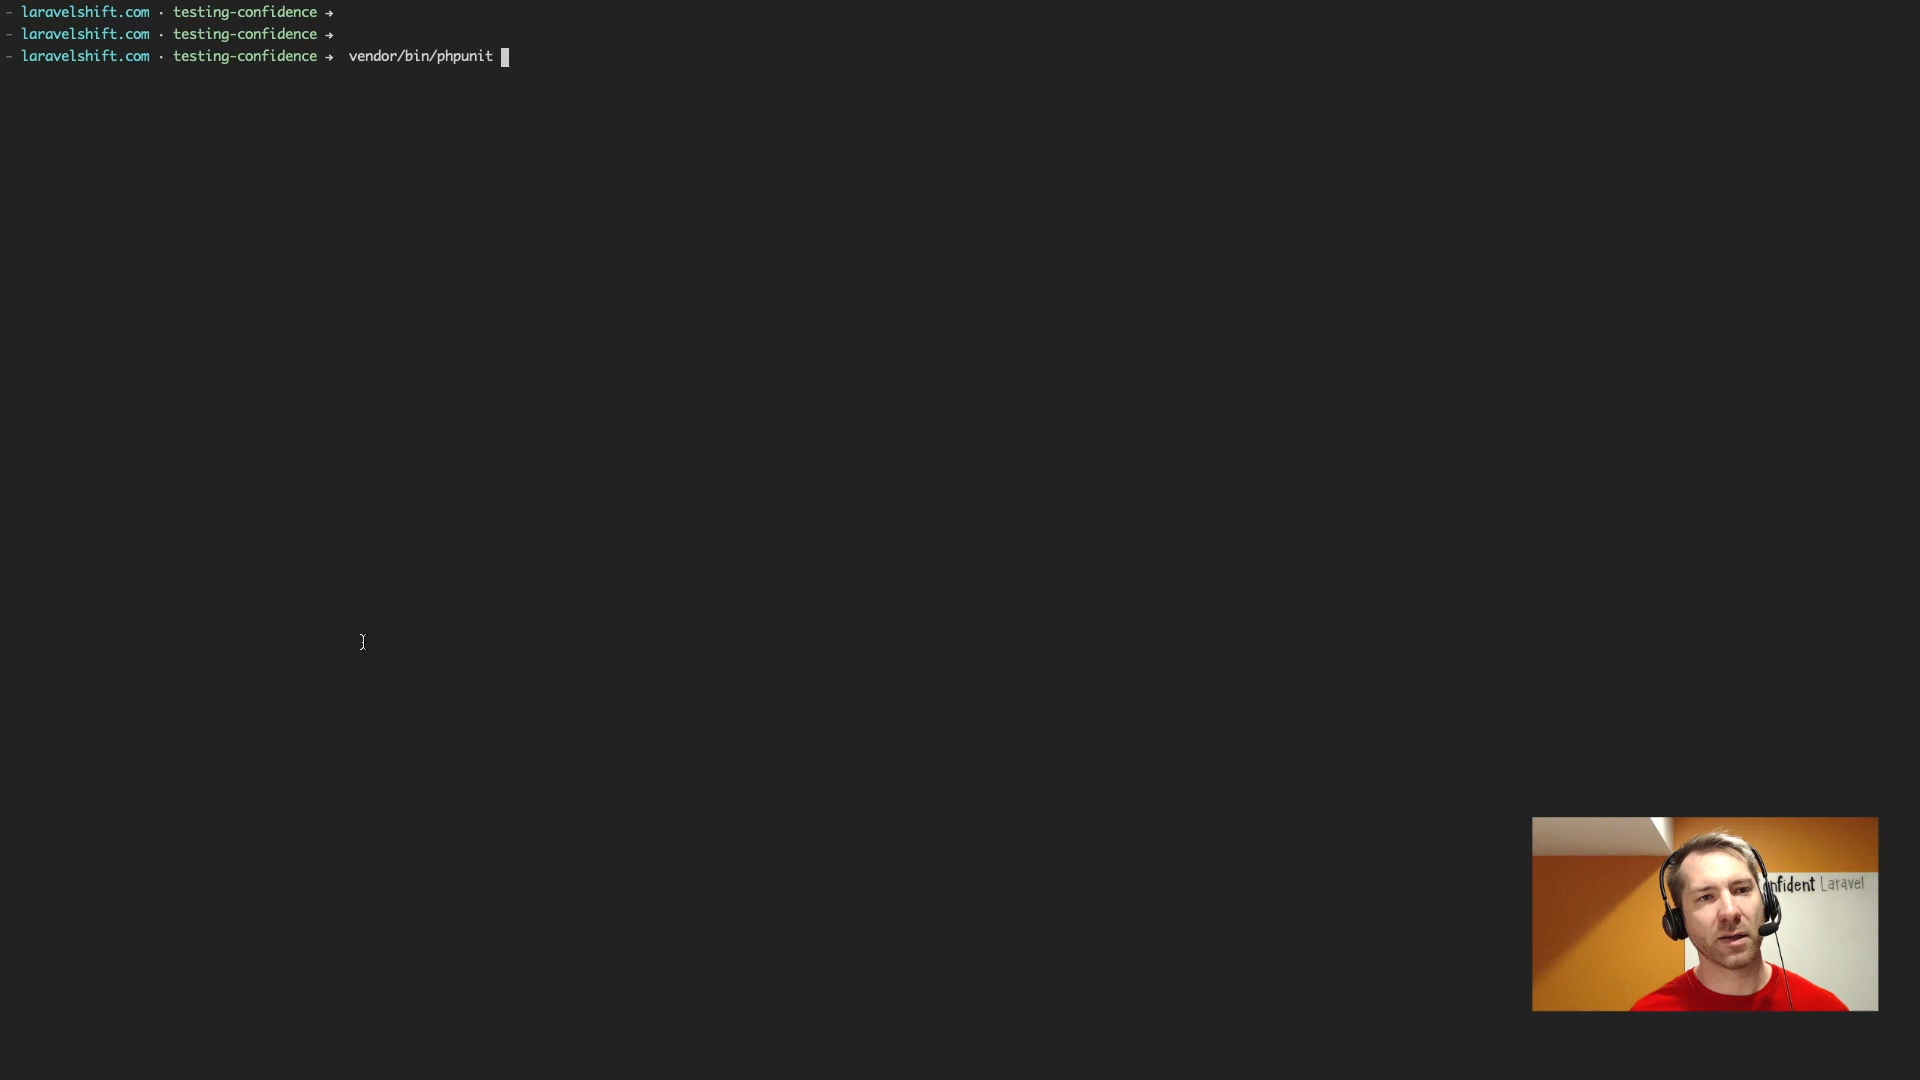 - laravelshift.com · testing-confidence →
- laravelshift.com · testing-confidence →
- laravelshift.com · testing-confidence → vendor/bin/phpunit
nfident Laravel